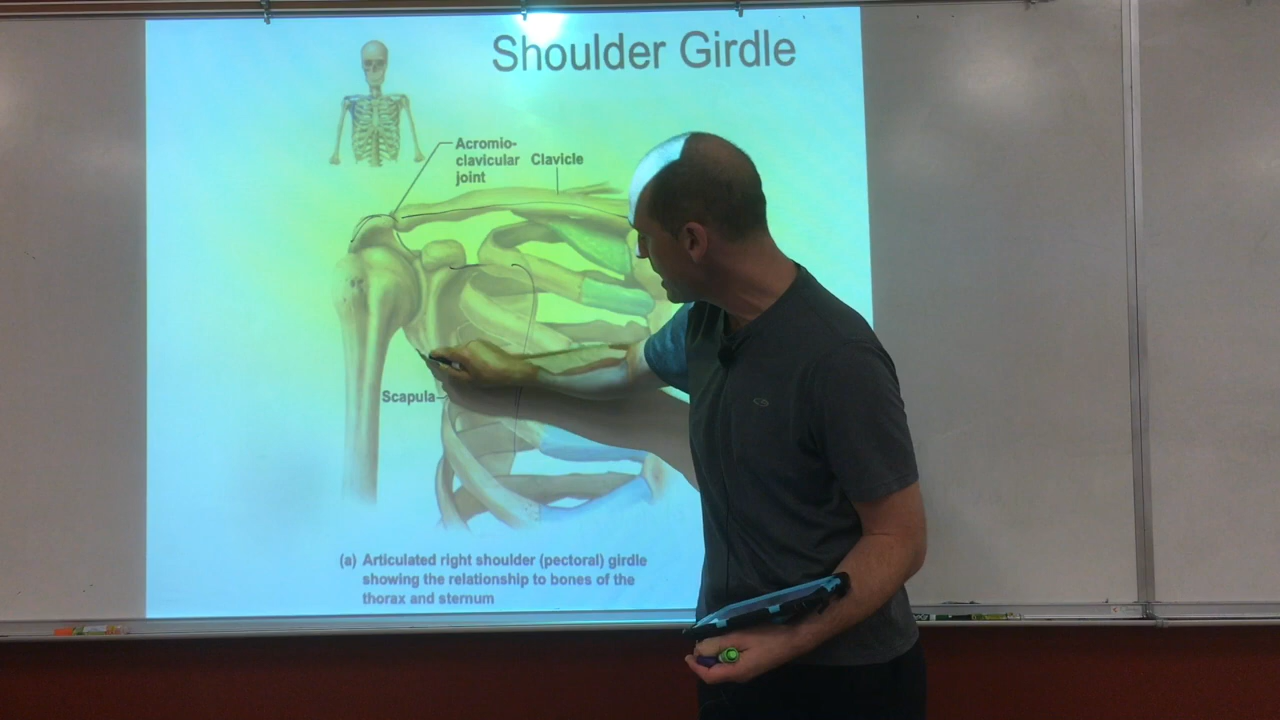 Shoulder Girdle
Acromio-
clavicular
joint
Clavicle
Scapula
(a) Articulated right shoulder (pectoral) girdle
showing the relationship to bones of the
thorax and sternum